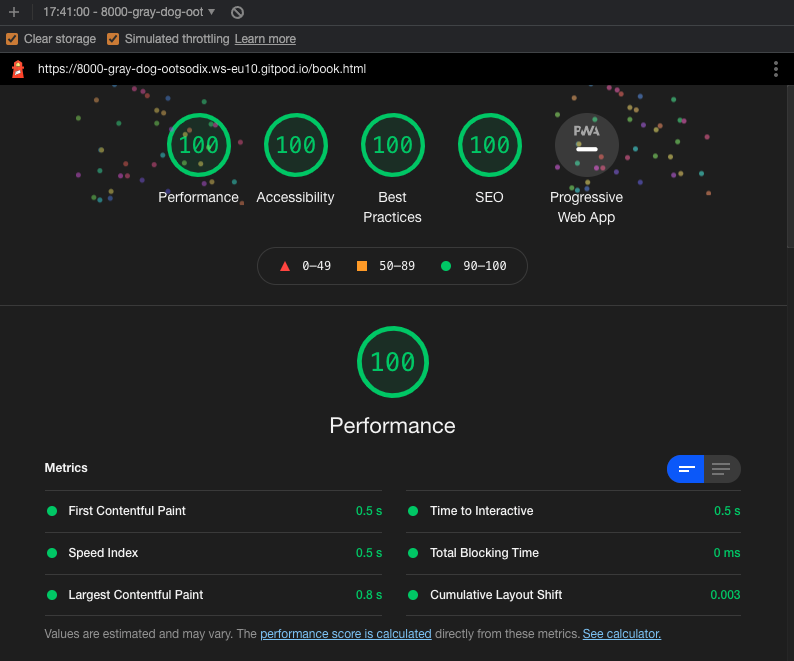 17:41:00 - 8000-gray-dog-oot
Clear storage Simulated throttling Learn more
https://8000-gray-dog-ootsodix.ws-eu10.gitpod.io/book.html
100 100 100 100 PWA
Performance Accessibility Best Practices SEO Progressive Web App
0–49 50–89 90–100
100
Performance
Metrics
First Contentful Paint 0.5 s Time to Interactive 0.5 s
Speed Index 0.5 s Total Blocking Time 0 ms
Largest Contentful Paint 0.8 s Cumulative Layout Shift 0.003
Values are estimated and may vary. The performance score is calculated directly from these metrics. See calculator.